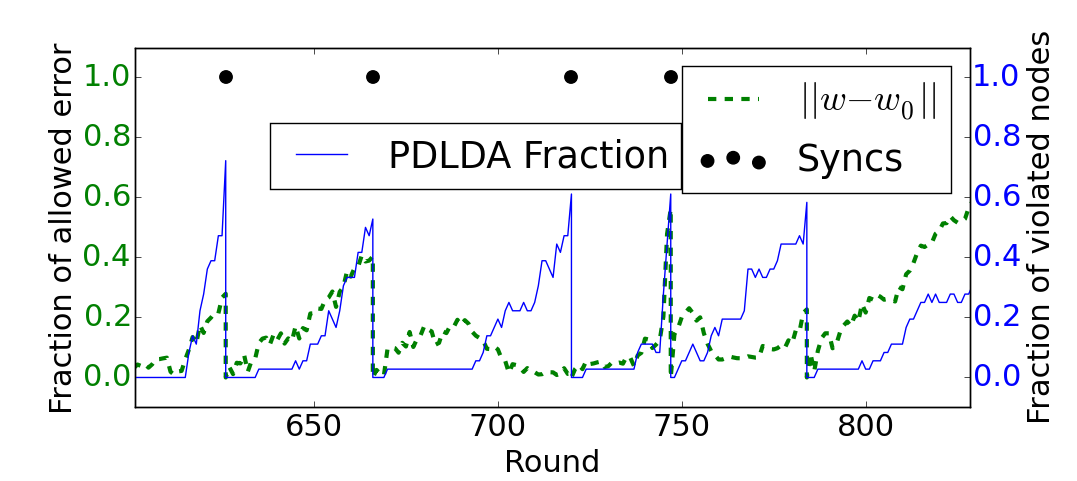 Fraction of allowed error
1.0
0.8
0.6
0.4
0.2
0.0
PDLDA Fraction
||w−w₀||
Syncs
1.0
0.8
0.6
0.4
0.2
0.0
Fraction of violated nodes
650 700 750 800
Round